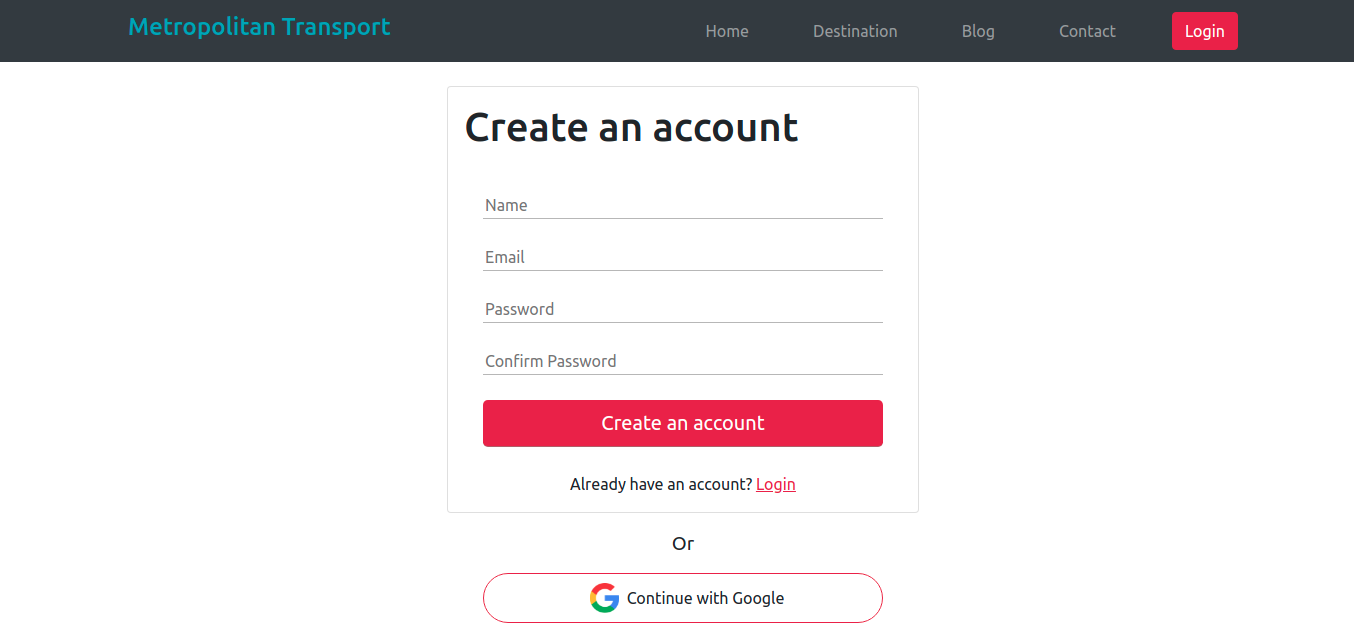 Metropolitan Transport
Home Destination Blog Contact Login
Create an account
Name
Email
Password
Confirm Password
Create an account
Already have an account? Login
Or
Continue with Google